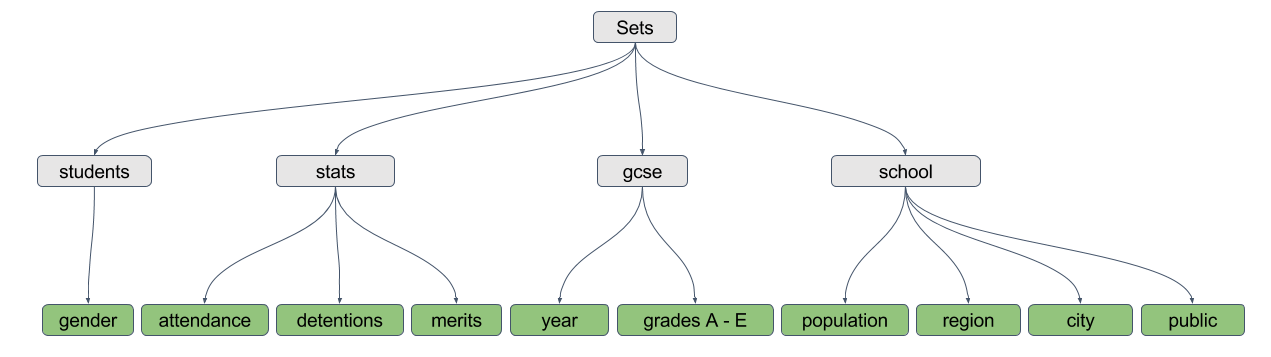 Sets
students
stats
gcse
school
gender
attendance
detentions
merits
year
grades A - E
population
region
city
public